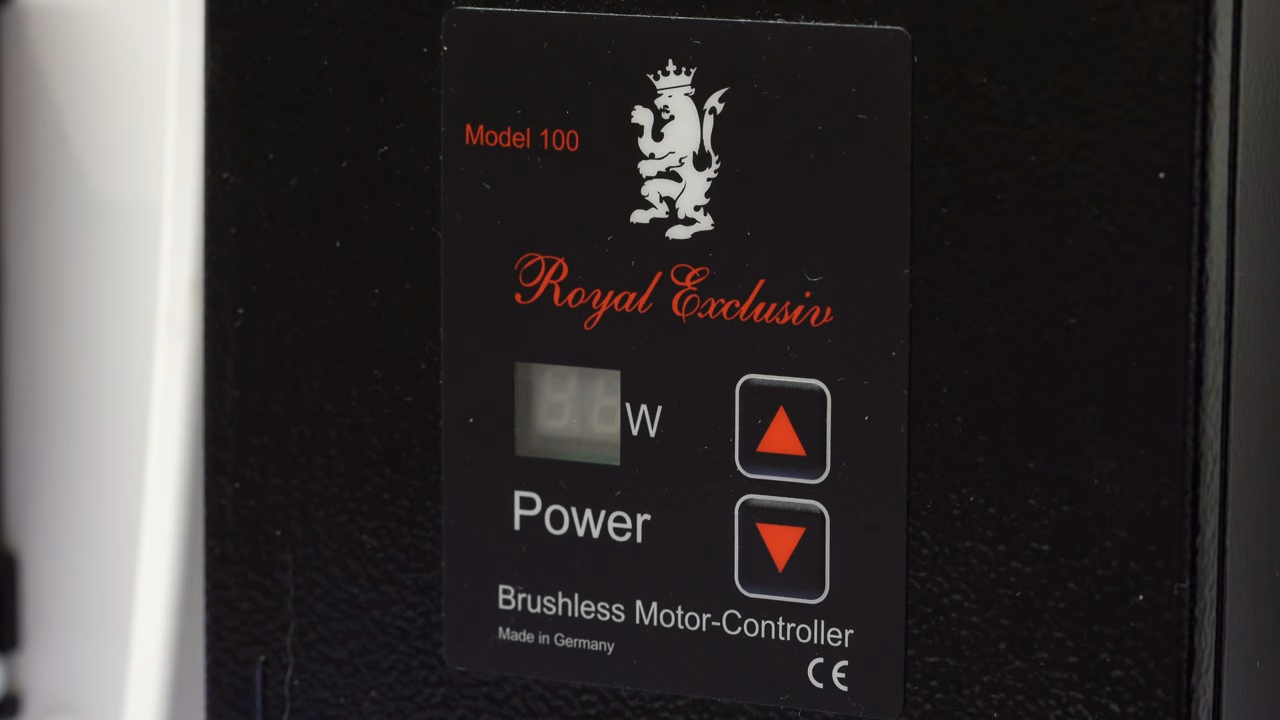 Model 100
Royal Exclusiv
W
Power
Brushless Motor-Controller
Made in Germany
CE